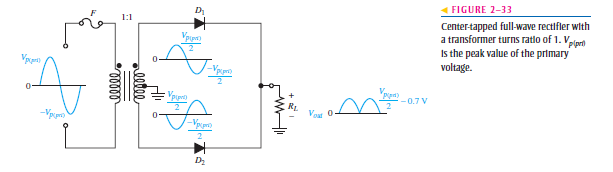 F
1:1
D1
Vp(pri)
0
–Vp(pri)
Vp(pri)
2
0
–Vp(pri)
2
Vp(pri)
2
0
–Vp(pri)
2
D2
+
RL
–
Vout 0
Vp(pri)
2
– 0.7 V
◄ FIGURE 2–33
Center-tapped full-wave rectifier with
a transformer turns ratio of 1. Vp(pri)
is the peak value of the primary
voltage.